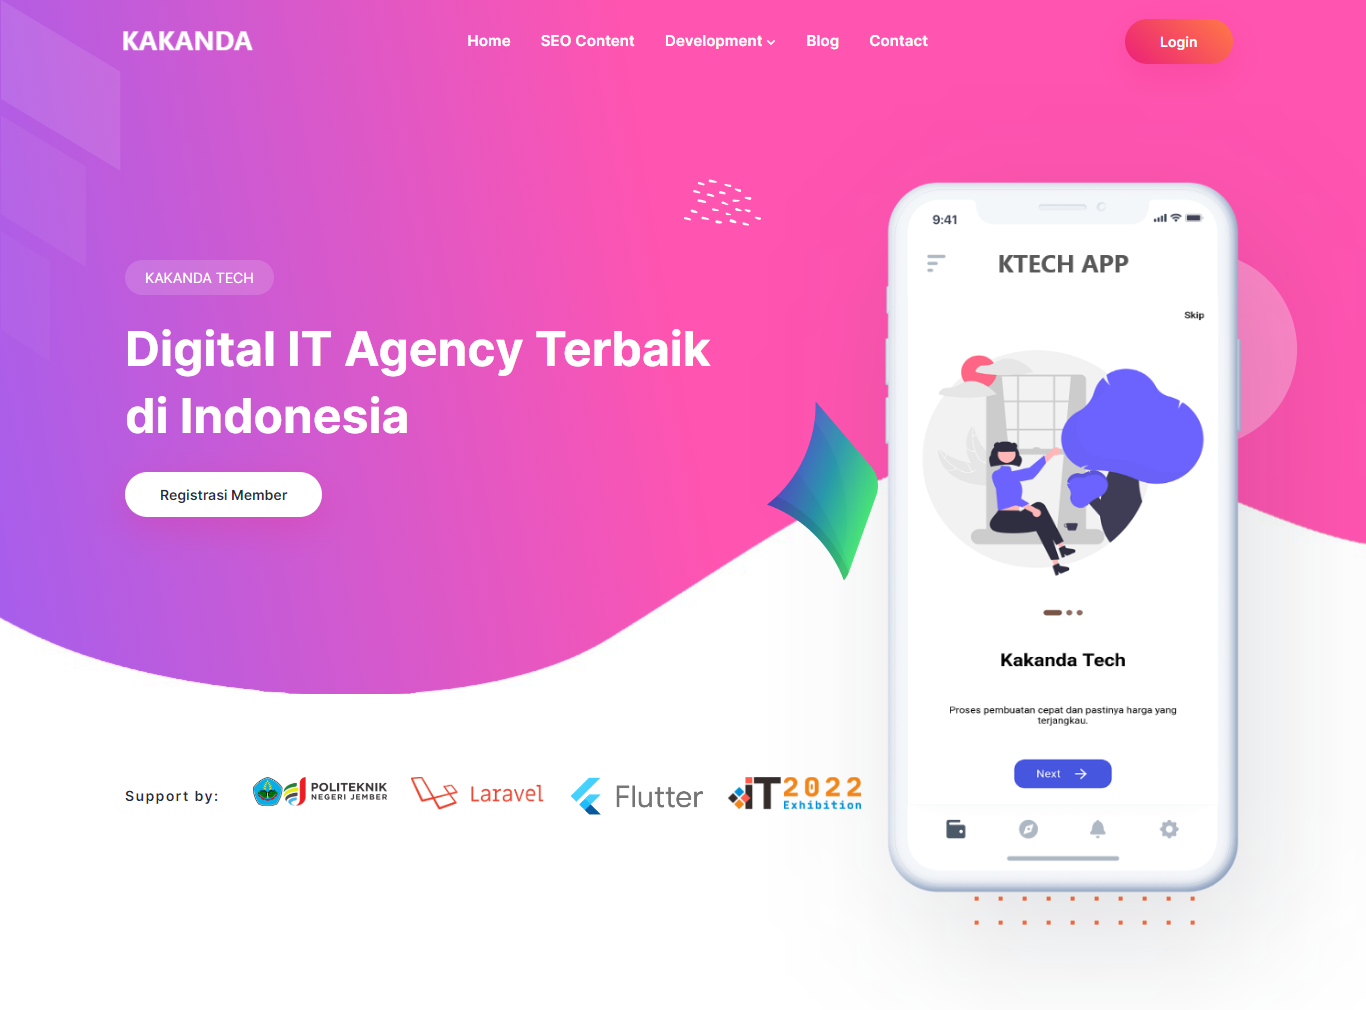 KAKANDA
Home
SEO Content
Development
Blog
Contact
Login
KAKANDA TECH
Digital IT Agency Terbaik
di Indonesia
Registrasi Member
9:41
KTECH APP
Skip
Kakanda Tech
Proses pembuatan cepat dan pastinya harga yang
terjangkau.
Next
Support by:
POLITEKNIK
NEGERI JEMBER
Laravel
Flutter
iT 2022
Exhibition